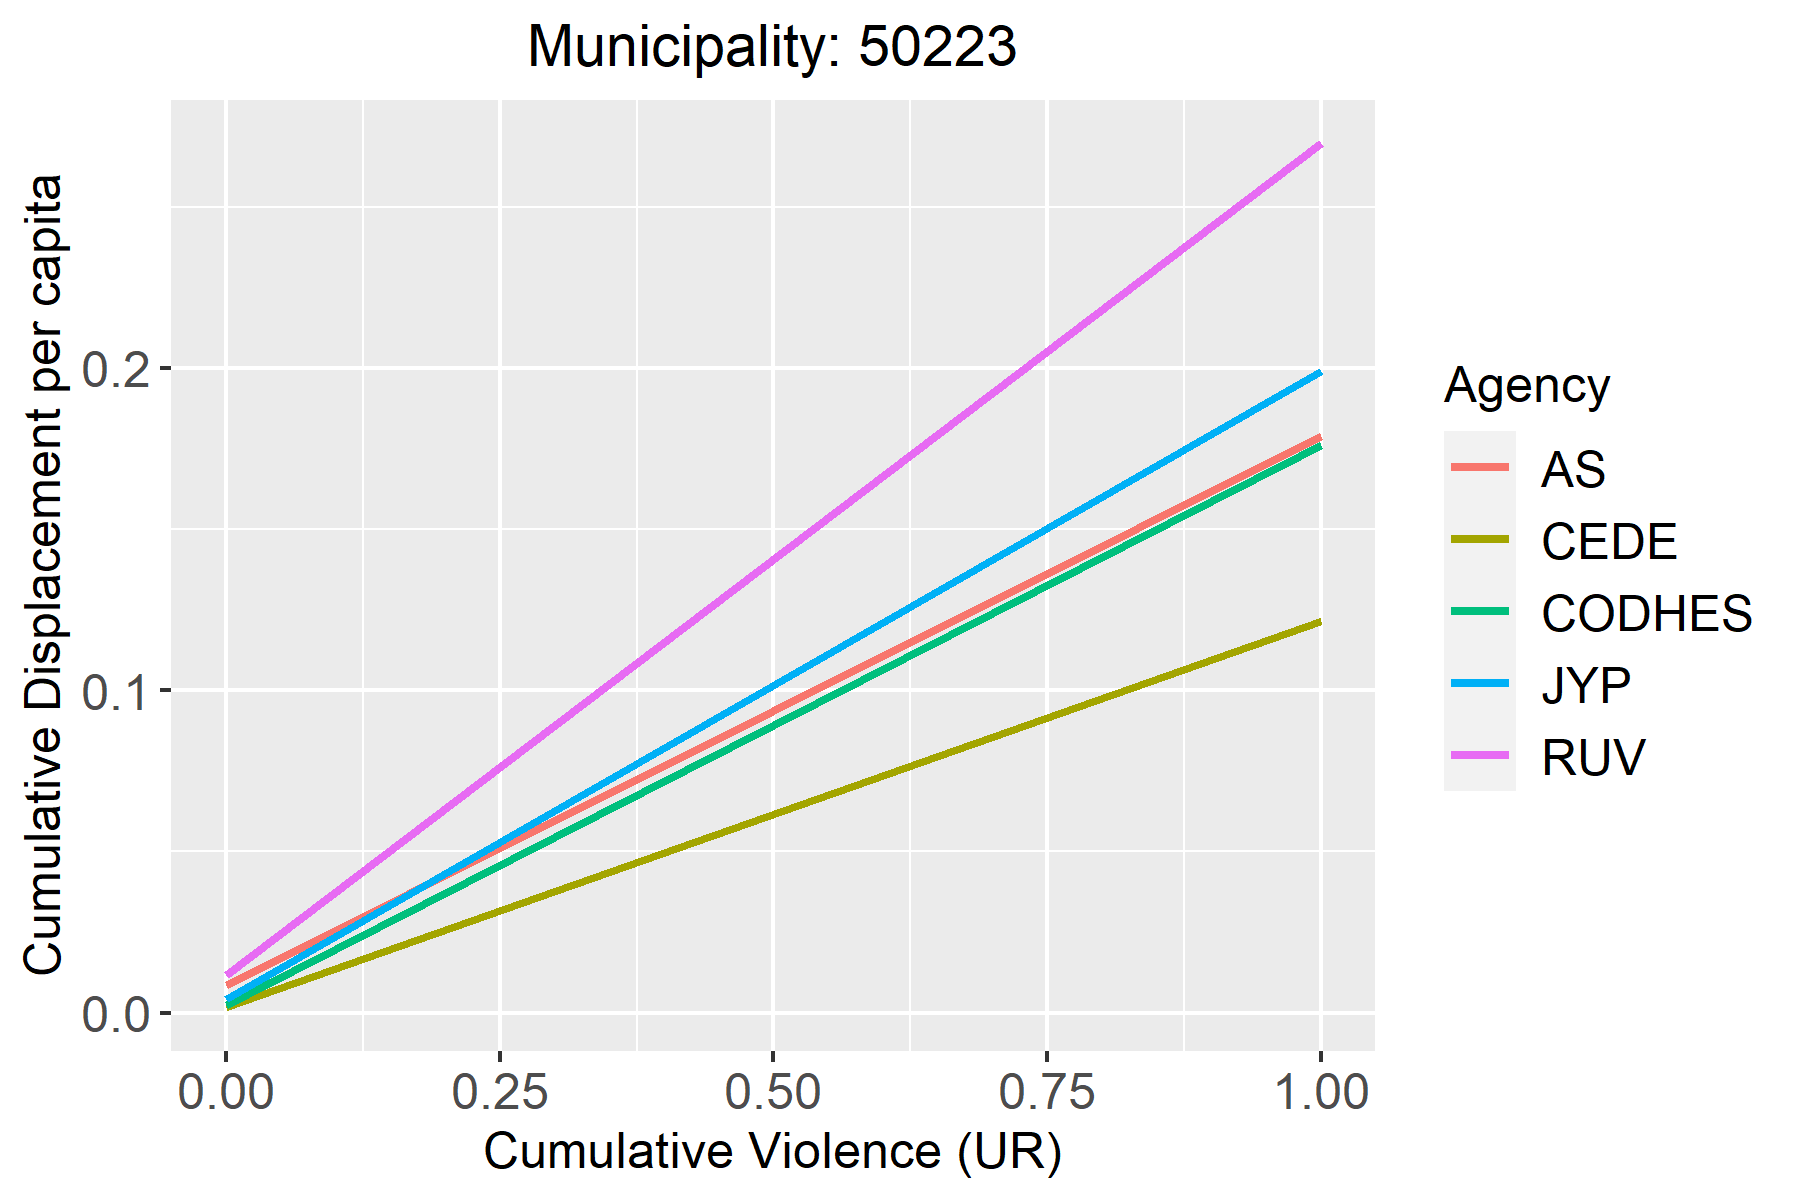 Municipality: 50223
Cumulative Displacement per capita
0.2
0.1
0.0
0.00 0.25 0.50 0.75 1.00
Cumulative Violence (UR)
Agency
AS
CEDE
CODHES
JYP
RUV